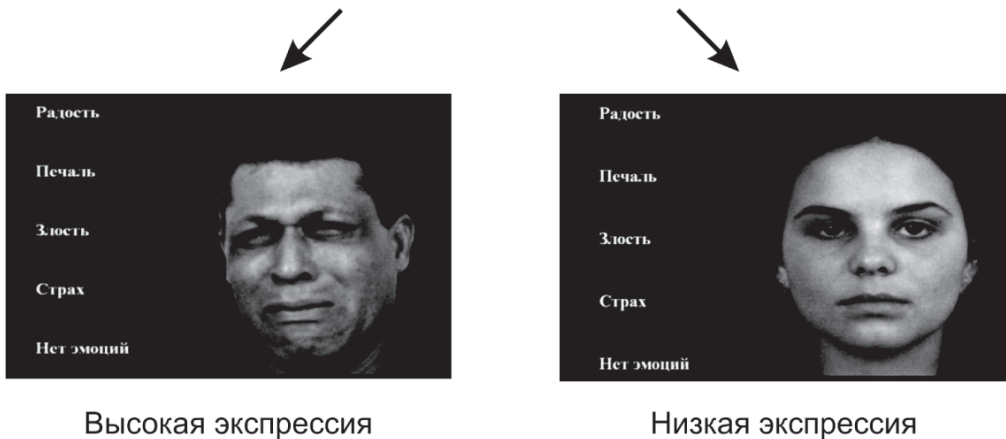 Радость
Печаль
Злость
Страх
Нет эмоций
Высокая экспрессия
Радость
Печаль
Злость
Страх
Нет эмоций
Низкая экспрессия